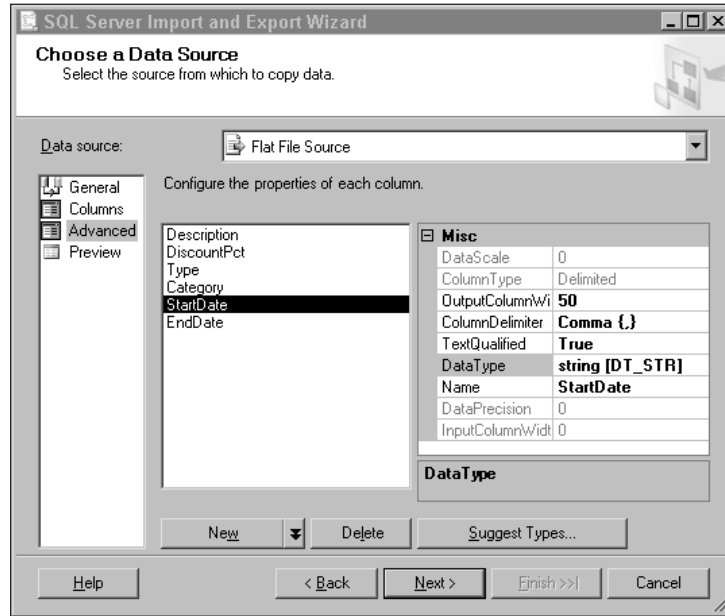 SQL Server Import and Export Wizard
Choose a Data Source
Select the source from which to copy data.
Data source:
Flat File Source
General
Columns
Advanced
Preview
Configure the properties of each column.
Description
DiscountPct
Type
Category
StartDate
EndDate
Misc
DataScale 0
ColumnType Delimited
OutputColumnWi 50
ColumnDelimiter Comma {,}
TextQualified True
DataType string [DT_STR]
Name StartDate
DataPrecision 0
InputColumnWidt 0
DataType
New
Delete
Suggest Types...
Help
< Back
Next >
Finish >>|
Cancel